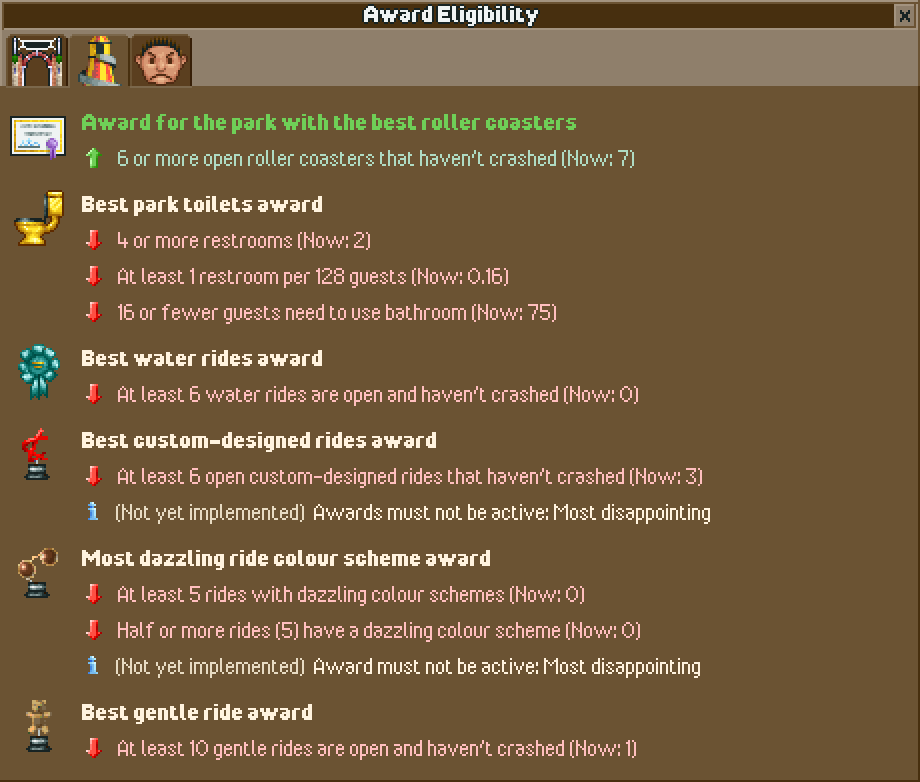 Award Eligibility
Award for the park with the best roller coasters
6 or more open roller coasters that haven't crashed (Now: 7)
Best park toilets award
4 or more restrooms (Now: 2)
At least 1 restroom per 128 guests (Now: 0.16)
16 or fewer guests need to use bathroom (Now: 75)
Best water rides award
At least 6 water rides are open and haven't crashed (Now: 0)
Best custom-designed rides award
At least 6 open custom-designed rides that haven't crashed (Now: 3)
(Not yet implemented) Awards must not be active: Most disappointing
Most dazzling ride colour scheme award
At least 5 rides with dazzling colour schemes (Now: 0)
Half or more rides (5) have a dazzling colour scheme (Now: 0)
(Not yet implemented) Award must not be active: Most disappointing
Best gentle ride award
At least 10 gentle rides are open and haven't crashed (Now: 1)